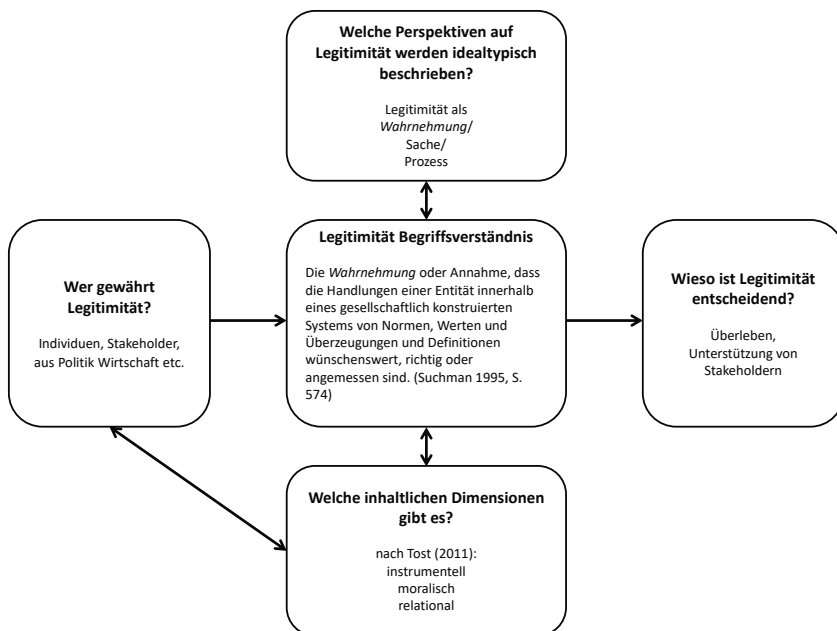 Welche Perspektiven auf
Legitimität werden idealtypisch
beschrieben?
Legitimität als
Wahrnehmung/
Sache/
Prozess
Wer gewährt
Legitimität?
Individuen, Stakeholder,
aus Politik Wirtschaft etc.
Legitimität Begriffsverständnis
Die Wahrnehmung oder Annahme, dass
die Handlungen einer Entität innerhalb
eines gesellschaftlich konstruierten
Systems von Normen, Werten und
Überzeugungen und Definitionen
wünschenswert, richtig oder
angemessen sind. (Suchman 1995, S.
574)
Wieso ist Legitimität
entscheidend?
Überleben,
Unterstützung von
Stakeholdern
Welche inhaltlichen Dimensionen
gibt es?
nach Tost (2011):
instrumentell
moralisch
relational